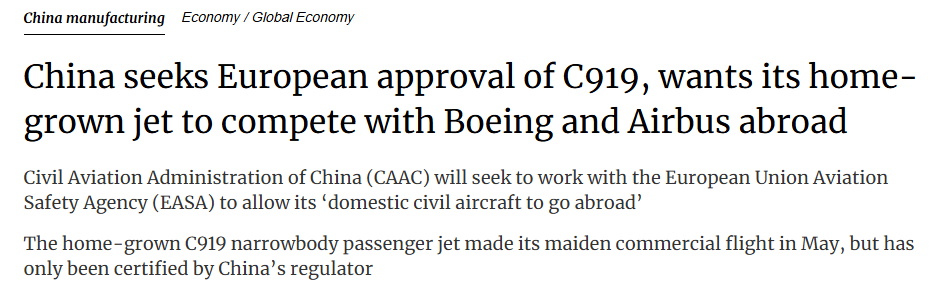 China manufacturing Economy / Global Economy
China seeks European approval of C919, wants its home-
grown jet to compete with Boeing and Airbus abroad
Civil Aviation Administration of China (CAAC) will seek to work with the European Union Aviation
Safety Agency (EASA) to allow its ‘domestic civil aircraft to go abroad’
The home-grown C919 narrowbody passenger jet made its maiden commercial flight in May, but has
only been certified by China’s regulator